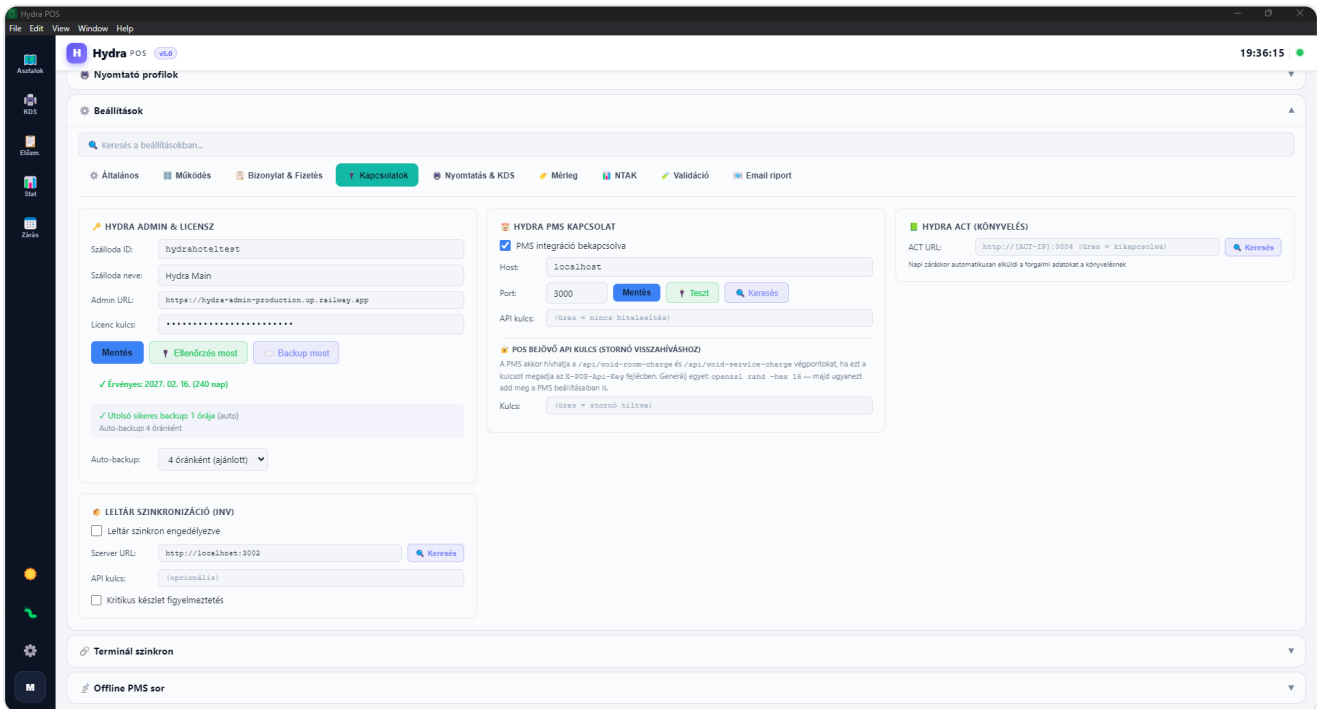 Hydra POS
File Edit View Window Help
H Hydra POS v5.0
19:36:15
Asztalok
KDS
Előzm.
Stat
Zárás
M
Nyomtató profilok
Beállítások
Keresés a beállításokban...
Általános Működés Bizonylat & Fizetés Kapcsolatok Nyomtatás & KDS Mérleg NTAK Validáció Email riport
HYDRA ADMIN & LICENSZ
Szálloda ID: hydrahoteltest
Szálloda neve: Hydra Main
Admin URL: https://hydra-admin-production.up.railway.app
Licenc kulcs: ••••••••••••••••••••••••
Mentés Ellenőrzés most Backup most
✓ Érvényes: 2027. 02. 16. (240 nap)
✓ Utolsó sikeres backup: 1 órája (auto)
Auto-backup: 4 óránként
Auto-backup: 4 óránként (ajánlott)
LELTÁR SZINKRONIZÁCIÓ (INV)
Leltár szinkron engedélyezve
Szerver URL: http://localhost:3002 Keresés
API kulcs: (opcionális)
Kritikus készlet figyelmeztetés
HYDRA PMS KAPCSOLAT
PMS integráció bekapcsolva
Host: localhost
Port: 3000 Mentés Teszt Keresés
API kulcs: (üres = nincs hitelesítés)
POS BEJÖVŐ API KULCS (STORNÓ VISSZAHÍVÁSHOZ)
A PMS akkor hívhatja a /api/void-room-charge és /api/void-service-charge végpontokat, ha ezt a
kulcsot megadja az X-POS-Api-Key fejlécben. Generálj egyet: openssl rand -hex 16 — majd ugyanezt
add meg a PMS beállításaiban is.
Kulcs: (üres = stornó tiltva)
HYDRA ACT (KÖNYVELÉS)
ACT URL: http://[ACT-IP]:3004 (üres = kikapcsolva) Keresés
Napi záráskor automatikusan elküldi a forgalmi adatokat a könyvelésnek
Terminál szinkron
Offline PMS sor